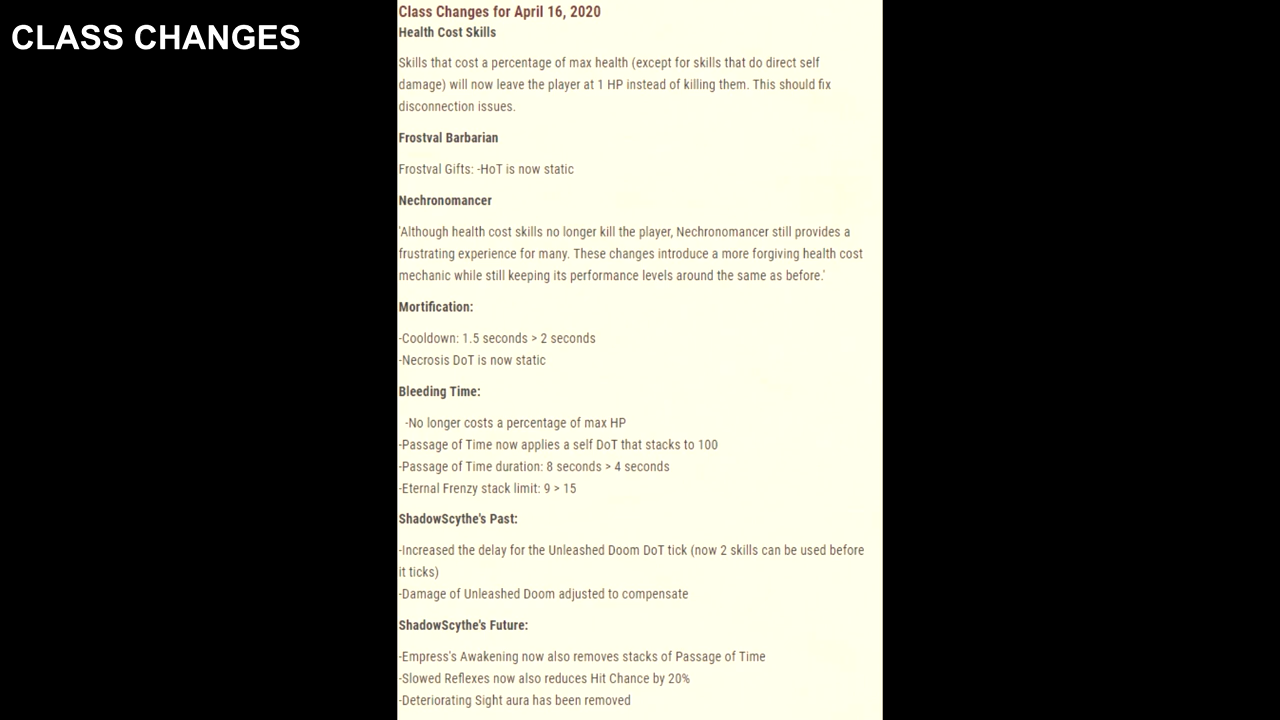 CLASS CHANGES
Class Changes for April 16, 2020
Health Cost Skills
Skills that cost a percentage of max health (except for skills that do direct self
damage) will now leave the player at 1 HP instead of killing them. This should fix
disconnection issues.
Frostval Barbarian
Frostval Gifts: -HoT is now static
Nechronomancer
'Although health cost skills no longer kill the player, Nechronomancer still provides a
frustrating experience for many. These changes introduce a more forgiving health cost
mechanic while still keeping its performance levels around the same as before.'
Mortification:
-Cooldown: 1.5 seconds > 2 seconds
-Necrosis DoT is now static
Bleeding Time:
-No longer costs a percentage of max HP
-Passage of Time now applies a self DoT that stacks to 100
-Passage of Time duration: 8 seconds > 4 seconds
-Eternal Frenzy stack limit: 9 > 15
ShadowScythe's Past:
-Increased the delay for the Unleashed Doom DoT tick (now 2 skills can be used before
it ticks)
-Damage of Unleashed Doom adjusted to compensate
ShadowScythe's Future:
-Empress's Awakening now also removes stacks of Passage of Time
-Slowed Reflexes now also reduces Hit Chance by 20%
-Deteriorating Sight aura has been removed